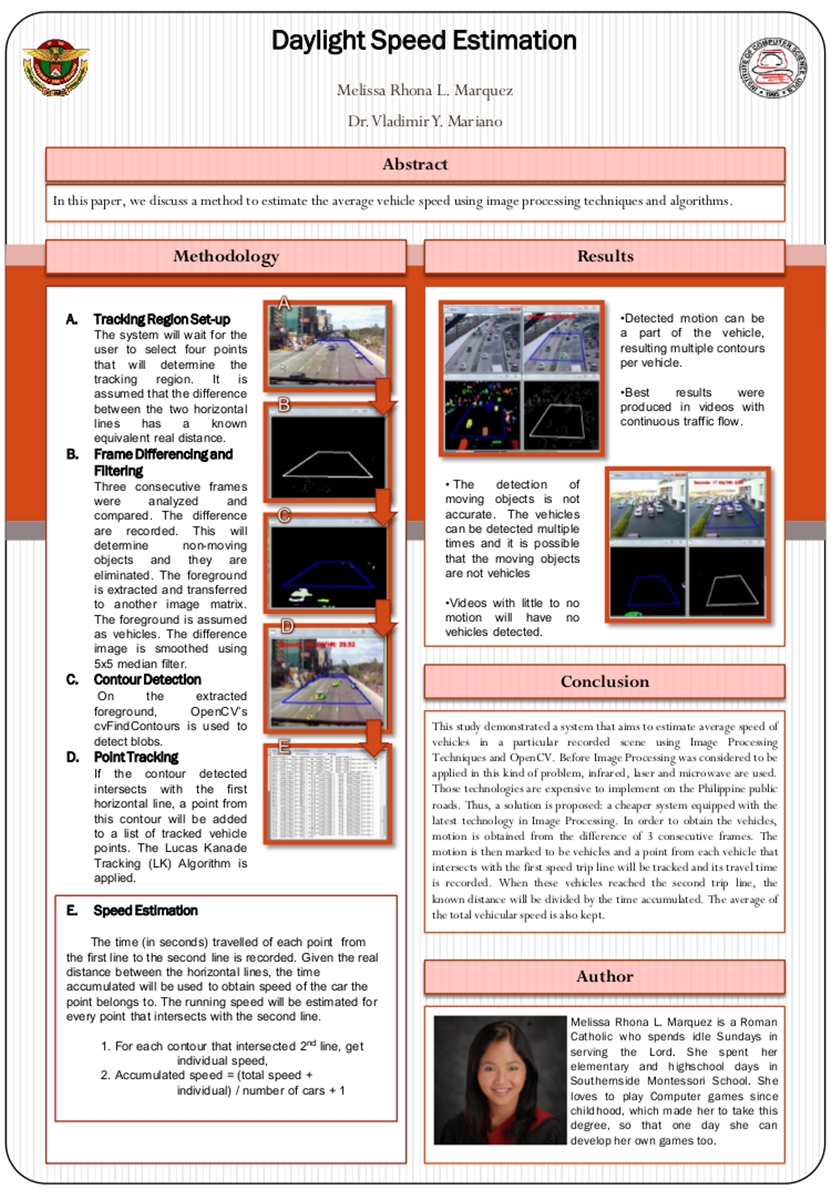 Daylight Speed Estimation
Melissa Rhona L. Marquez
Dr. Vladimir Y. Mariano
INSTITUTE OF COMPUTER SCIENCE UPLB
1995
Abstract
In this paper, we discuss a method to estimate the average vehicle speed using image processing techniques and algorithms.
Methodology
A. Tracking Region Set-up
The system will wait for the
user to select four points
that will determine the
tracking region. It is
assumed that the difference
between the two horizontal
lines has a known
equivalent real distance.
B. Frame Differencing and
Filtering
Three consecutive frames
were analyzed and
compared. The difference
are recorded. This will
determine non-moving
objects and they are
eliminated. The foreground
is extracted and transferred
to another image matrix.
The foreground is assumed
as vehicles. The difference
image is smoothed using
5x5 median filter.
C. Contour Detection
On the extracted
foreground, OpenCV's
cvFindContours is used to
detect blobs.
D. Point Tracking
If the contour detected
intersects with the first
horizontal line, a point from
this contour will be added
to a list of tracked vehicle
points. The Lucas Kanade
Tracking (LK) Algorithm is
applied.
A
B
C
D
E
E. Speed Estimation
The time (in seconds) travelled of each point from
the first line to the second line is recorded. Given the real
distance between the horizontal lines, the time
accumulated will be used to obtain speed of the car the
point belongs to. The running speed will be estimated for
every point that intersects with the second line.
1. For each contour that intersected 2nd line, get
individual speed,
2. Accumulated speed = (total speed +
individual) / number of cars + 1
Results
•Detected motion can be
a part of the vehicle,
resulting multiple contours
per vehicle.
•Best results were
produced in videos with
continuous traffic flow.
• The detection of
moving objects is not
accurate. The vehicles
can be detected multiple
times and it is possible
that the moving objects
are not vehicles
•Videos with little to no
motion will have no
vehicles detected.
Conclusion
This study demonstrated a system that aims to estimate average speed of
vehicles in a particular recorded scene using Image Processing
Techniques and OpenCV. Before Image Processing was considered to be
applied in this kind of problem, infrared, laser and microwave are used.
Those technologies are expensive to implement on the Philippine public
roads. Thus, a solution is proposed: a cheaper system equipped with the
latest technology in Image Processing. In order to obtain the vehicles,
motion is obtained from the difference of 3 consecutive frames. The
motion is then marked to be vehicles and a point from each vehicle that
intersects with the first speed trip line will be tracked and its travel time
is recorded. When these vehicles reached the second trip line, the
known distance will be divided by the time accumulated. The average of
the total vehicular speed is also kept.
Author
Melissa Rhona L. Marquez is a Roman
Catholic who spends idle Sundays in
serving the Lord. She spent her
elementary and highschool days in
Southernside Montessori School. She
loves to play Computer games since
childhood, which made her to take this
degree, so that one day she can
develop her own games too.